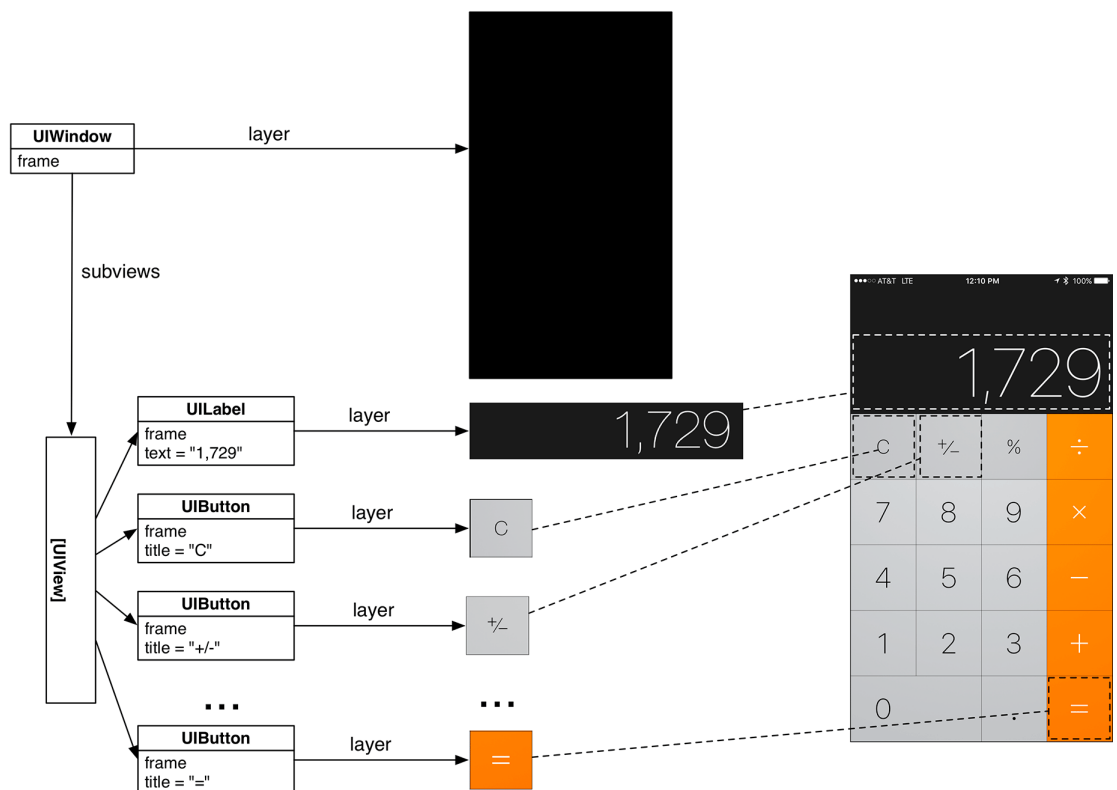 UIWindow
frame
layer
subviews
[UIView]
UILabel
frame
text = "1,729"
layer
1,729
UIButton
frame
title = "C"
layer
C
UIButton
frame
title = "+/-"
layer
+/-
...
...
UIButton
frame
title = "="
layer
=
AT&T LTE 12:10 PM 100%
1,729
C +/- % ÷
7 8 9 ×
4 5 6 −
1 2 3 +
0 . =